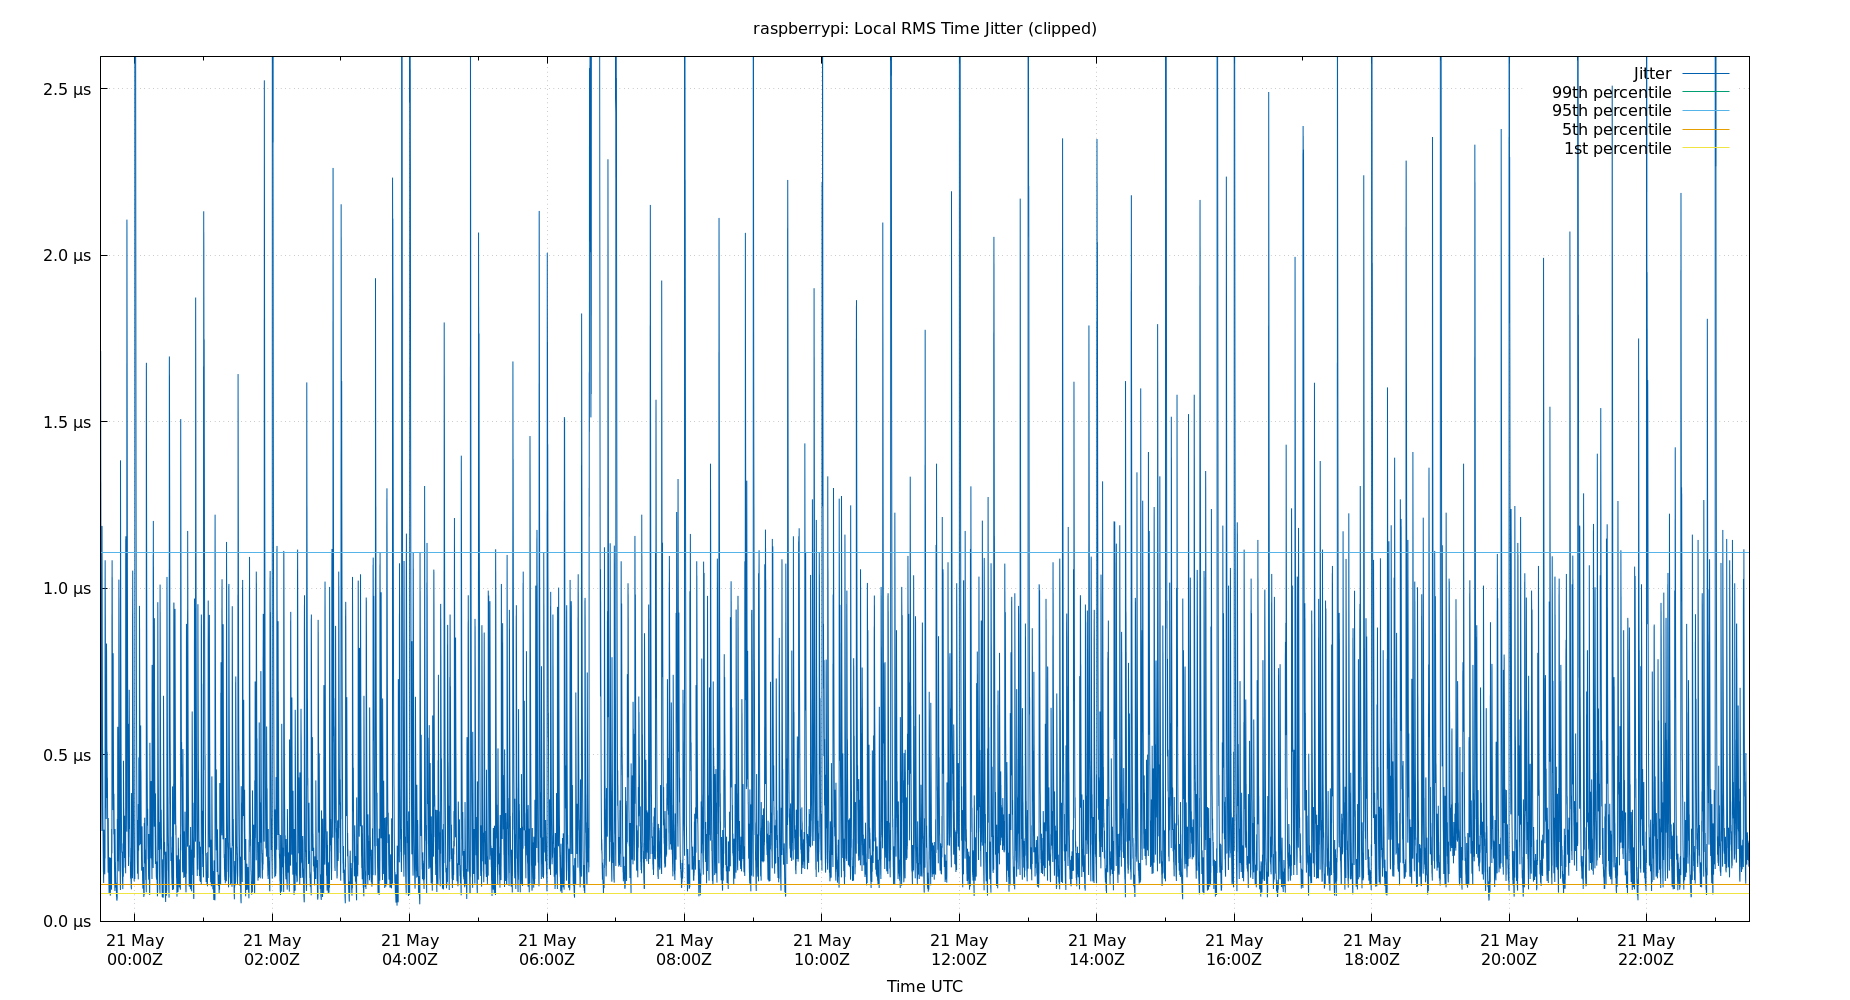 raspberrypi: Local RMS Time Jitter (clipped)
2.5 µs
2.0 µs
1.5 µs
1.0 µs
0.5 µs
0.0 µs
Jitter
99th percentile
95th percentile
5th percentile
1st percentile
21 May 21 May 21 May 21 May 21 May 21 May 21 May 21 May 21 May 21 May 21 May 21 May
00:00Z 02:00Z 04:00Z 06:00Z 08:00Z 10:00Z 12:00Z 14:00Z 16:00Z 18:00Z 20:00Z 22:00Z
Time UTC